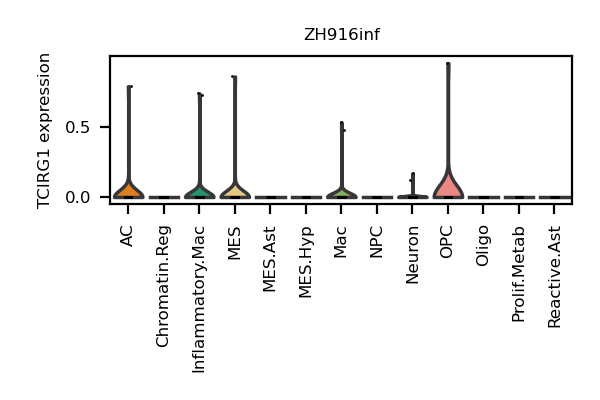 ZH916inf
TCIRG1 expression
0.5
0.0
AC
Chromatin.Reg
Inflammatory.Mac
MES
MES.Ast
MES.Hyp
Mac
NPC
Neuron
OPC
Oligo
Prolif.Metab
Reactive.Ast